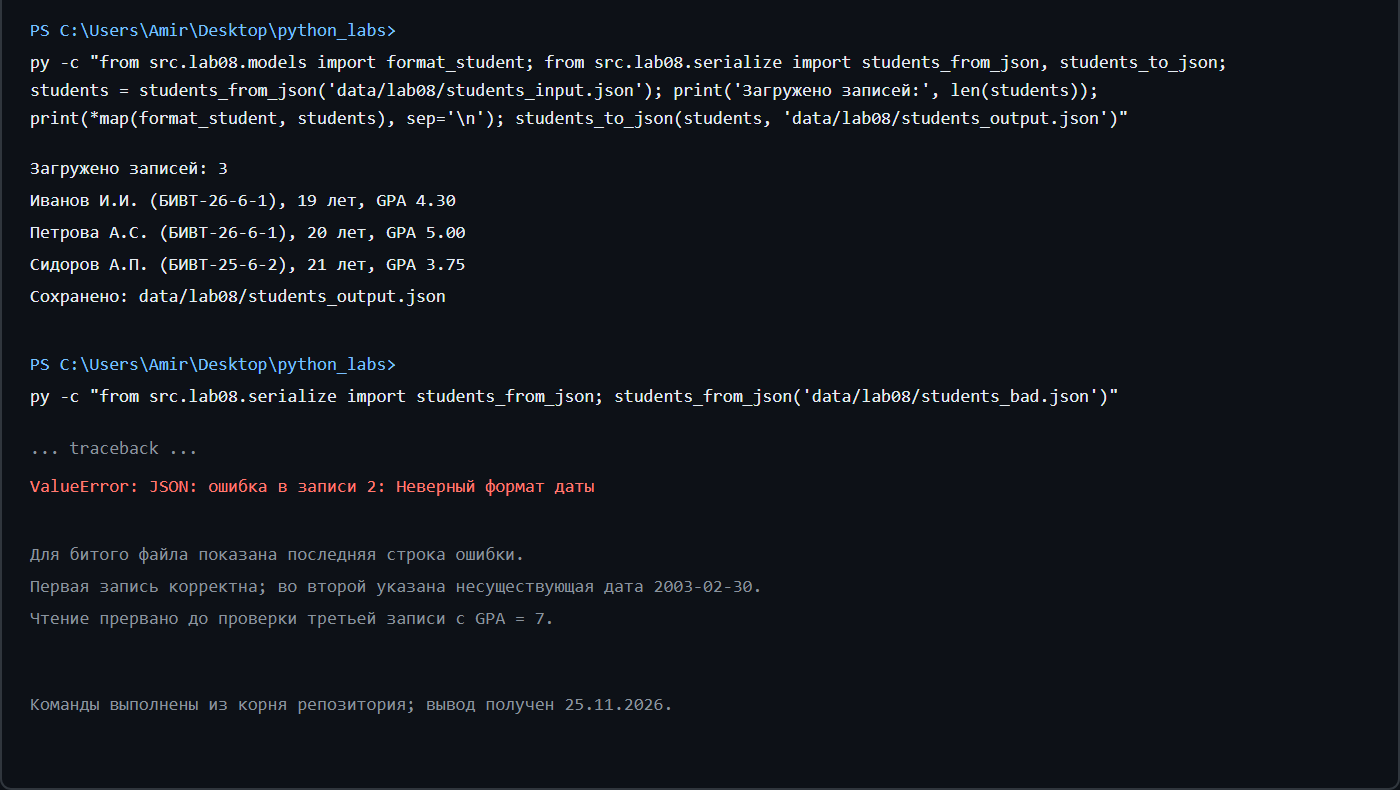 PS C:\Users\Amir\Desktop\python_labs>
py -c "from src.lab08.models import format_student; from src.lab08.serialize import students_from_json, students_to_json;
students = students_from_json('data/lab08/students_input.json'); print('Загружено записей:', len(students));
print(*map(format_student, students), sep='\n'); students_to_json(students, 'data/lab08/students_output.json')"
Загружено записей: 3
Иванов И.И. (БИВТ-26-6-1), 19 лет, GPA 4.30
Петрова А.С. (БИВТ-26-6-1), 20 лет, GPA 5.00
Сидоров А.П. (БИВТ-25-6-2), 21 лет, GPA 3.75
Сохранено: data/lab08/students_output.json
PS C:\Users\Amir\Desktop\python_labs>
py -c "from src.lab08.serialize import students_from_json; students_from_json('data/lab08/students_bad.json')"
... traceback ...
ValueError: JSON: ошибка в записи 2: Неверный формат даты
Для битого файла показана последняя строка ошибки.
Первая запись корректна; во второй указана несуществующая дата 2003-02-30.
Чтение прервано до проверки третьей записи с GPA = 7.
Команды выполнены из корня репозитория; вывод получен 25.11.2026.